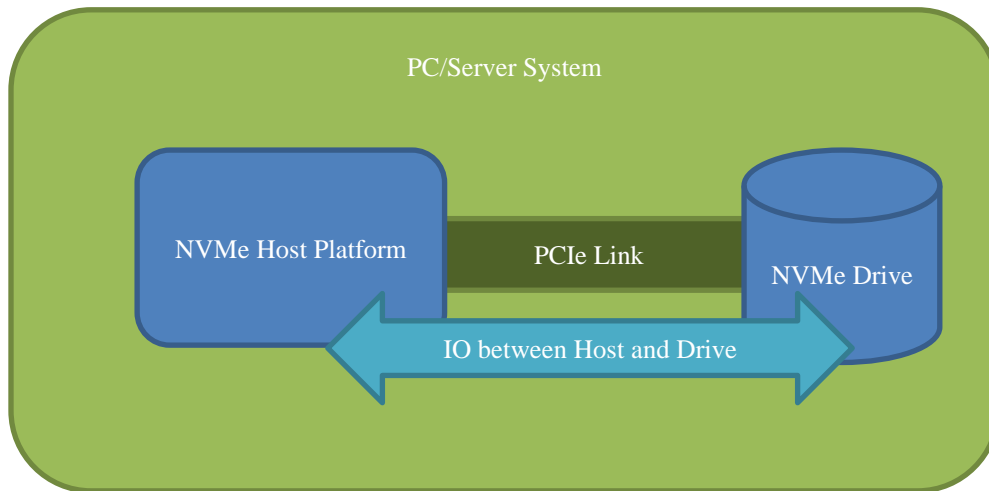 PC/Server System
NVMe Host Platform
PCIe Link
NVMe Drive
IO between Host and Drive